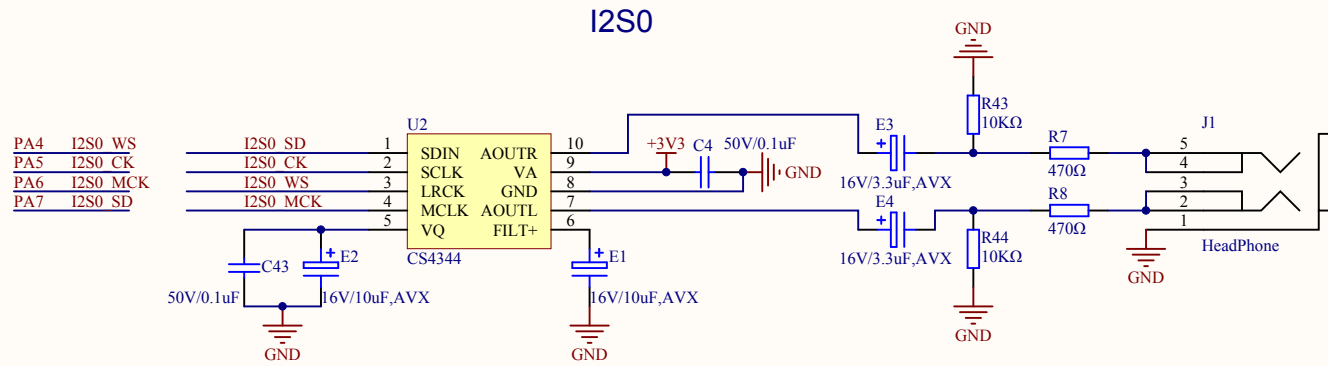 I2S0
GND
R43
10KΩ
U2
E3
R7
J1
PA4 I2S0_WS
I2S0_SD
1 SDIN AOUTR 10
+3V3
C4
50V/0.1uF
16V/3.3uF,AVX
470Ω
5
PA5 I2S0_CK
I2S0_CK
2 SCLK VA 9
4
PA6 I2S0_MCK
I2S0_WS
3 LRCK GND 8
GND
E4
R8
3
PA7 I2S0_SD
I2S0_MCK
4 MCLK AOUTL 7
16V/3.3uF,AVX
470Ω
2
5 VQ FILT+ 6
R44
10KΩ
1
HeadPhone
CS4344
C43
50V/0.1uF
E2
16V/10uF,AVX
E1
16V/10uF,AVX
GND
GND
GND
GND